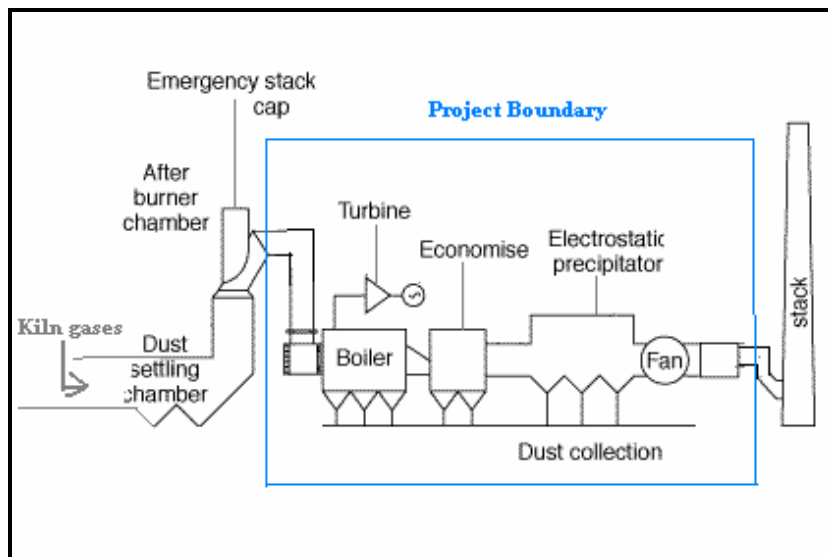 Emergency stack
cap
Project Boundary
After
burner
chamber
Turbine
Economise
Electrostatic
precipitator
Kiln gases
Dust
settling
chamber
Boiler
Fan
stack
Dust collection